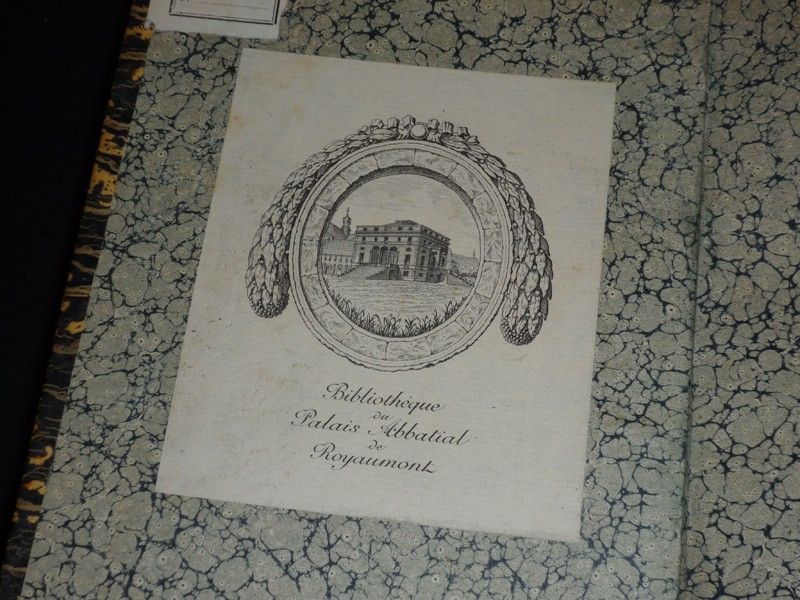 Bibliothèque
du
Palais Abbatial
de
Royaumont